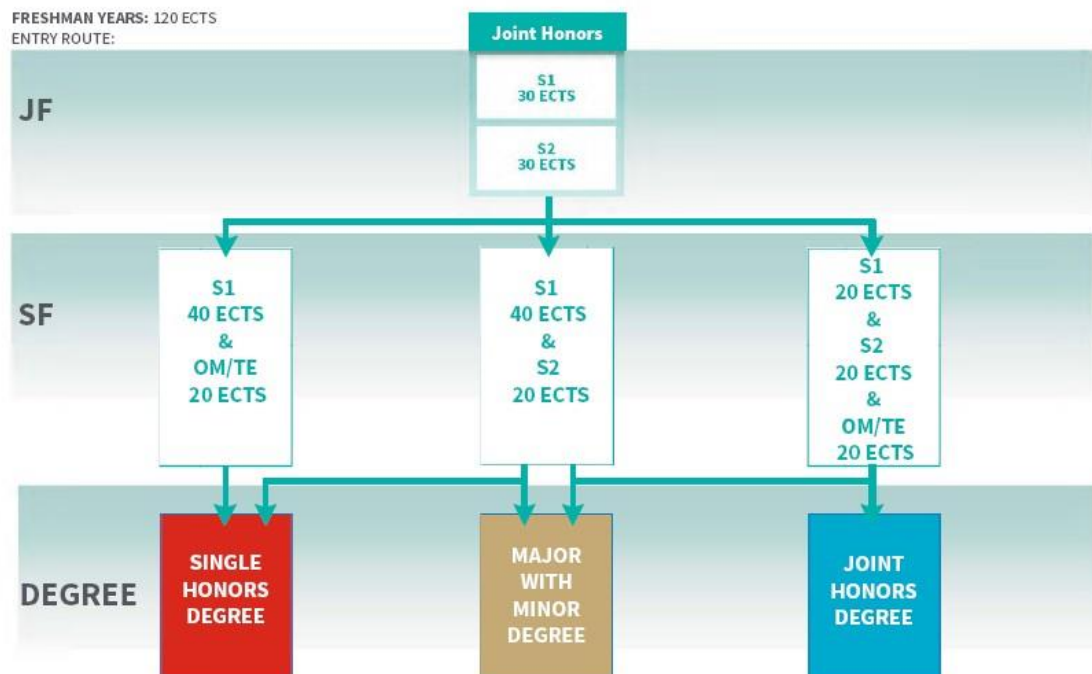 FRESHMAN YEARS: 120 ECTS
ENTRY ROUTE:
Joint Honors
JF
S1
30 ECTS
S2
30 ECTS
SF
S1
40 ECTS
&
OM/TE
20 ECTS
S1
40 ECTS
&
S2
20 ECTS
S1
20 ECTS
&
S2
20 ECTS
&
OM/TE
20 ECTS
DEGREE
SINGLE
HONORS
DEGREE
MAJOR
WITH
MINOR
DEGREE
JOINT
HONORS
DEGREE